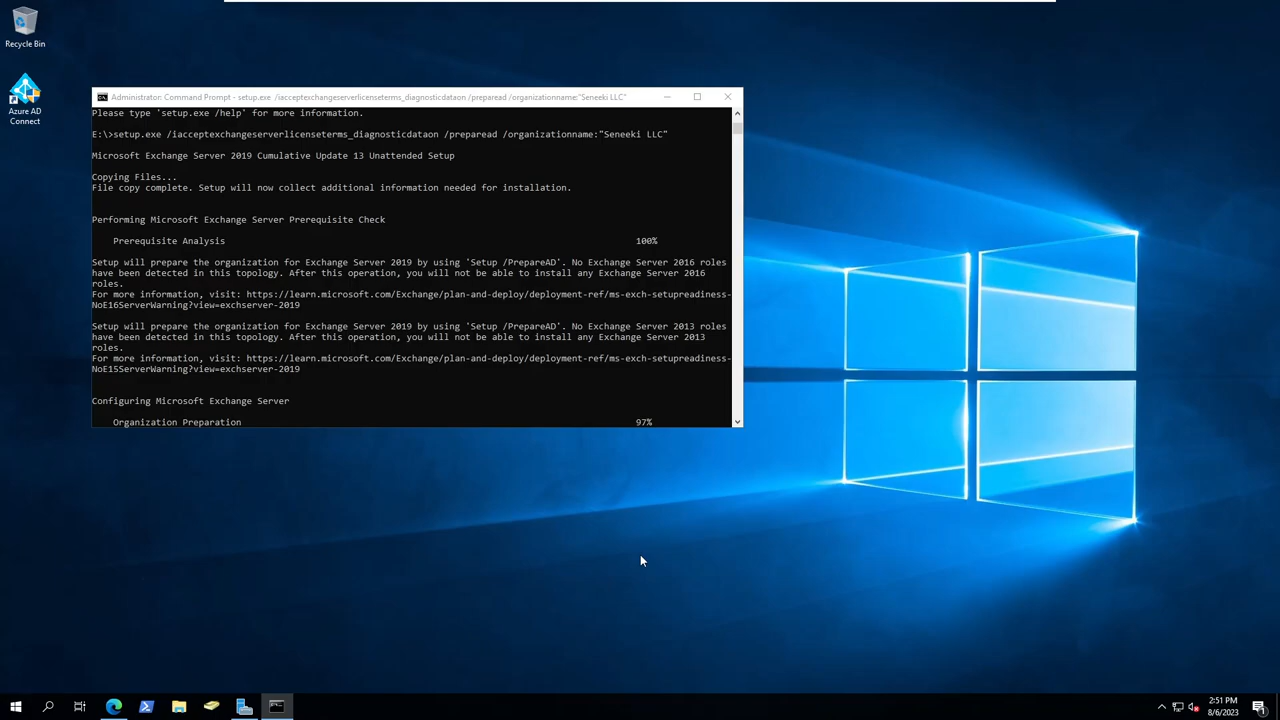 Recycle Bin
Azure AD
Connect
Administrator: Command Prompt - setup.exe /iacceptexchangeserverlicenseterms_diagnosticdataon /preparead /organizationname:"Seneeki LLC"
Please type 'setup.exe /help' for more information.
E:\>setup.exe /iacceptexchangeserverlicenseterms_diagnosticdataon /preparead /organizationname:"Seneeki LLC"
Microsoft Exchange Server 2019 Cumulative Update 13 Unattended Setup
Copying Files...
File copy complete. Setup will now collect additional information needed for installation.
Performing Microsoft Exchange Server Prerequisite Check
Prerequisite Analysis 100%
Setup will prepare the organization for Exchange Server 2019 by using 'Setup /PrepareAD'. No Exchange Server 2016 roles
have been detected in this topology. After this operation, you will not be able to install any Exchange Server 2016
roles.
For more information, visit: https://learn.microsoft.com/Exchange/plan-and-deploy/deployment-ref/ms-exch-setupreadiness-
NoE16ServerWarning?view=exchserver-2019
Setup will prepare the organization for Exchange Server 2019 by using 'Setup /PrepareAD'. No Exchange Server 2013 roles
have been detected in this topology. After this operation, you will not be able to install any Exchange Server 2013
roles.
For more information, visit: https://learn.microsoft.com/Exchange/plan-and-deploy/deployment-ref/ms-exch-setupreadiness-
NoE15ServerWarning?view=exchserver-2019
Configuring Microsoft Exchange Server
Organization Preparation 97%
2:51 PM
8/6/2023
1